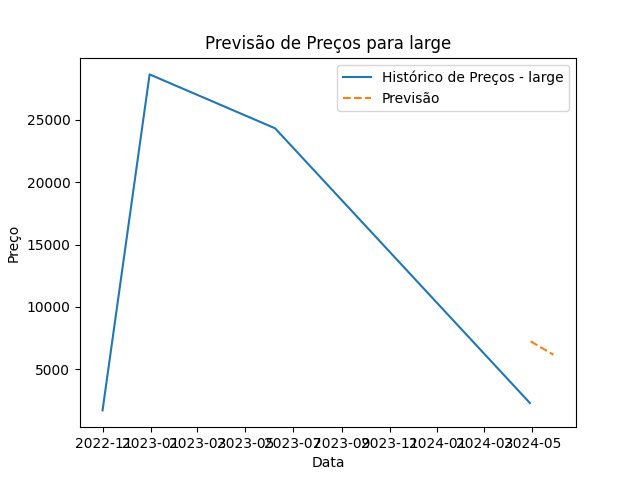 Previsão de Preços para large
Histórico de Preços - large
Previsão
Preço
25000
20000
15000
10000
5000
2022-11 2023-01 2023-03 2023-05 2023-07 2023-09 2023-11 2024-01 2024-03 2024-05
Data